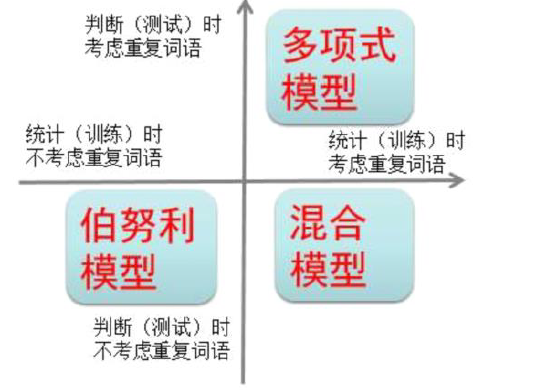 判断（测试）时
考虑重复词语
多项式
模型
统计（训练）时
不考虑重复词语
统计（训练）时
考虑重复词语
伯努利
模型
混合
模型
判断（测试）时
不考虑重复词语